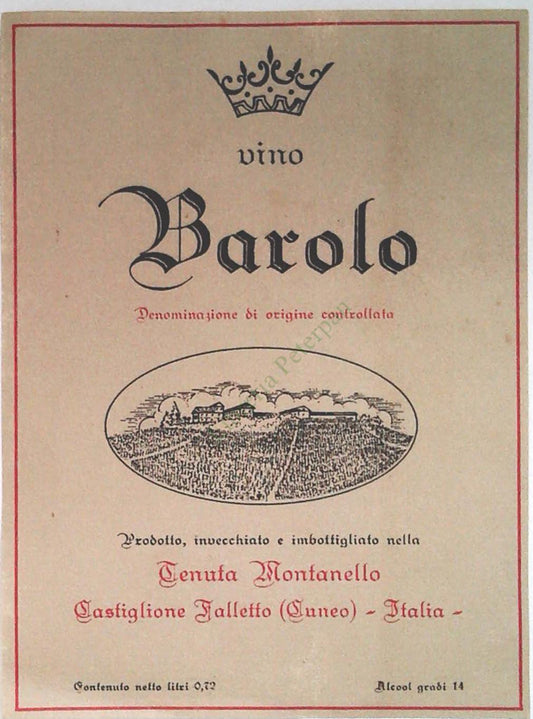 vino
Barolo
Denominazione di origine controllata
Prodotto, invecchiato e imbottigliato nella
Tenuta Montanello
Castiglione Falletto (Cuneo) - Italia -
Contenuto netto litri 0,72
Alcool gradi 14